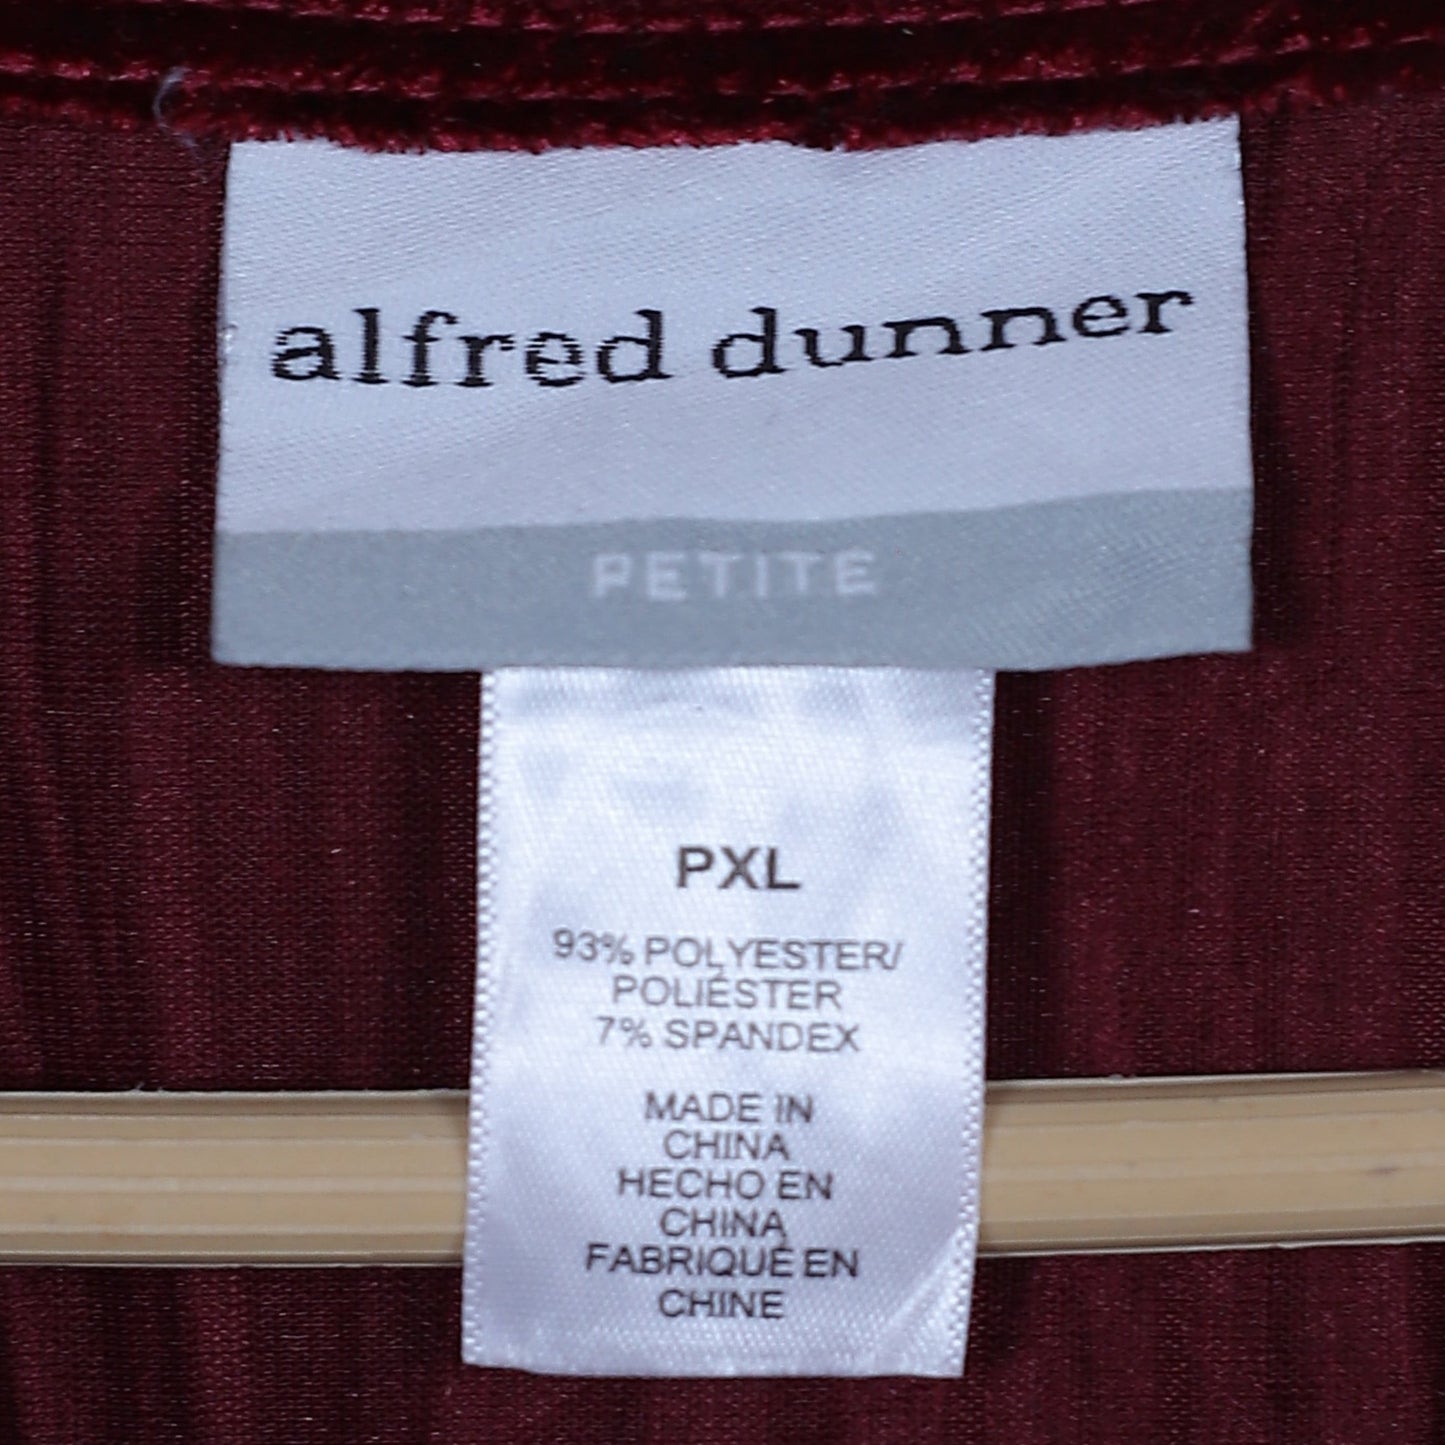 alfred dunner
PETITE
PXL
93% POLYESTER/
POLIÉSTER
7% SPANDEX
MADE IN
CHINA
HECHO EN
CHINA
FABRIQUÉ EN
CHINE